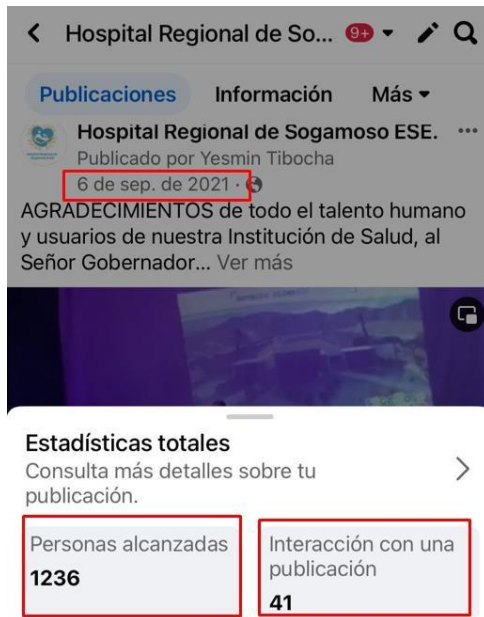 Hospital Regional de So... 9+
Publicaciones Información Más
Hospital Regional de Sogamoso ESE.
Publicado por Yesmin Tibocha
6 de sep. de 2021 ·
AGRADECIMIENTOS de todo el talento humano
y usuarios de nuestra Institución de Salud, al
Señor Gobernador... Ver más
Estadísticas totales
Consulta más detalles sobre tu
publicación.
Personas alcanzadas
1236
Interacción con una
publicación
41